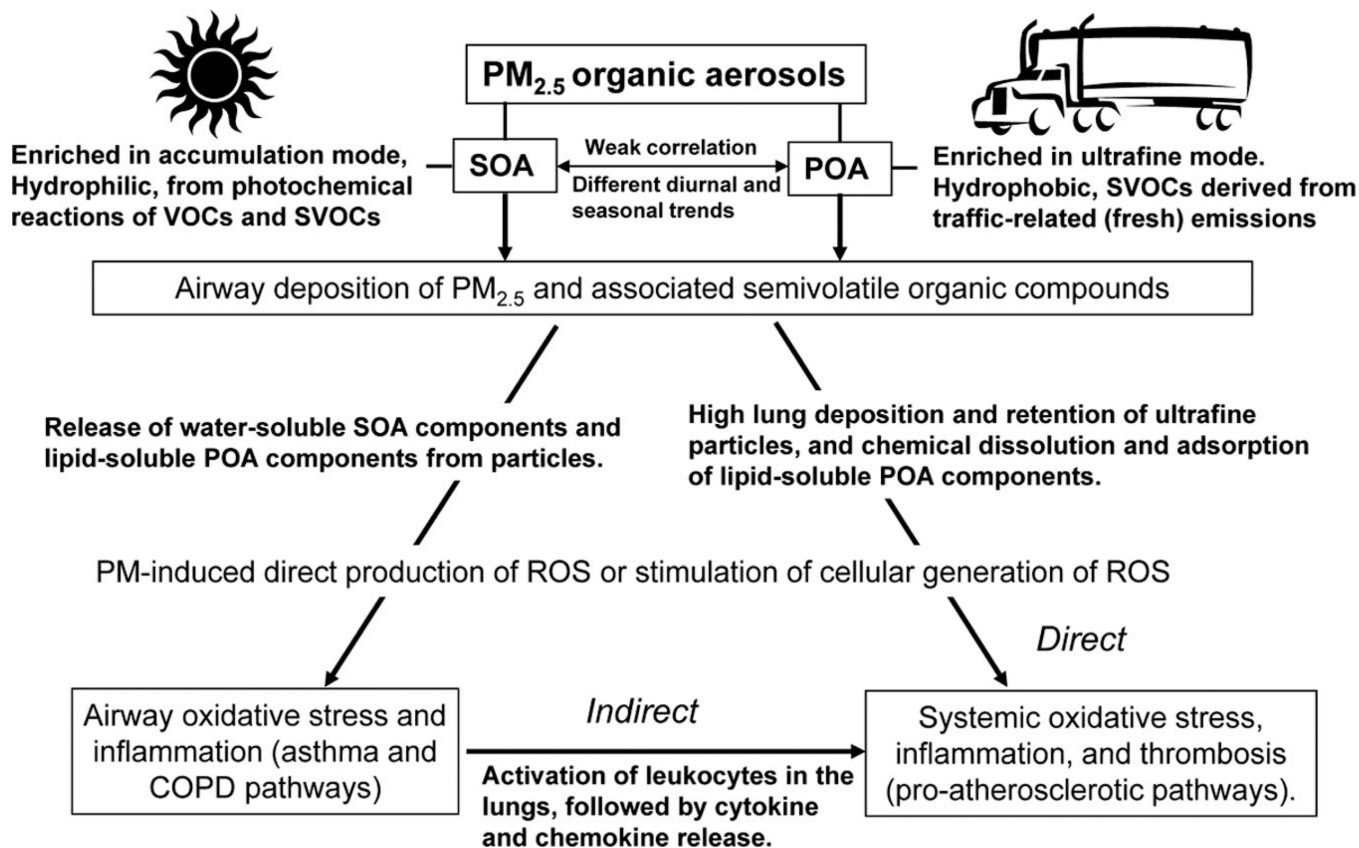 PM2.5 organic aerosols
Enriched in accumulation mode,
Hydrophilic, from photochemical
reactions of VOCs and SVOCs
SOA
Weak correlation
Different diurnal and
seasonal trends
POA
Enriched in ultrafine mode.
Hydrophobic, SVOCs derived from
traffic-related (fresh) emissions
Airway deposition of PM2.5 and associated semivolatile organic compounds
Release of water-soluble SOA components and
lipid-soluble POA components from particles.
High lung deposition and retention of ultrafine
particles, and chemical dissolution and adsorption
of lipid-soluble POA components.
PM-induced direct production of ROS or stimulation of cellular generation of ROS
Direct
Airway oxidative stress and
inflammation (asthma and
COPD pathways)
Indirect
Activation of leukocytes in the
lungs, followed by cytokine
and chemokine release.
Systemic oxidative stress,
inflammation, and thrombosis
(pro-atherosclerotic pathways).